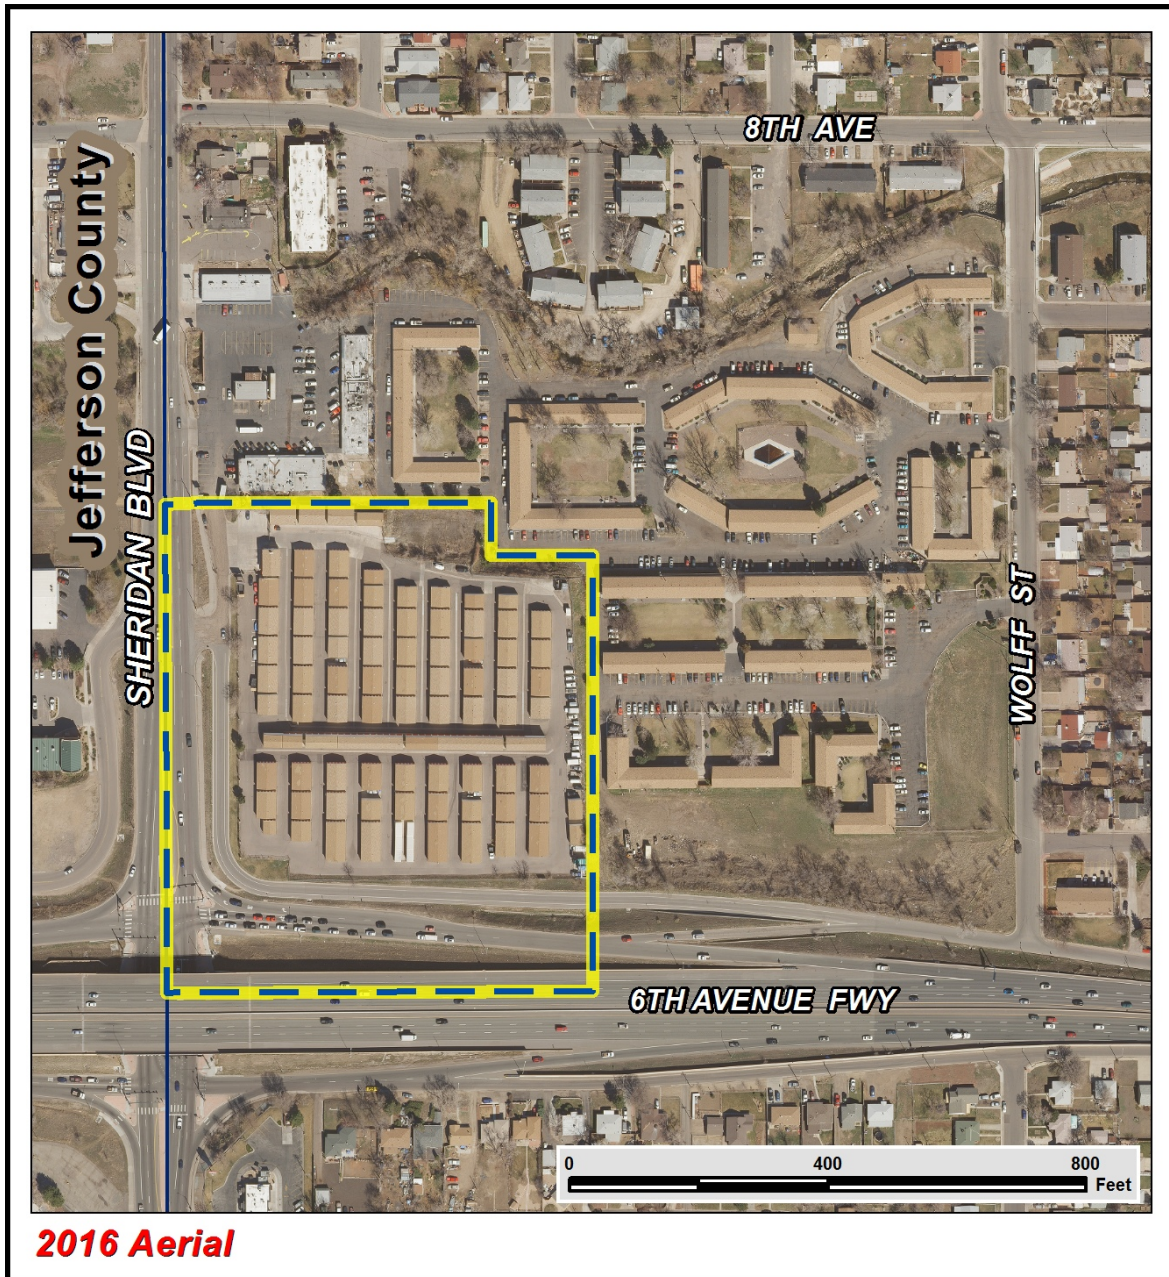 8TH AVE
Jefferson County
SHERIDAN BLVD
WOLFF ST
6TH AVENUE FWY
0 400 800
Feet
2016 Aerial